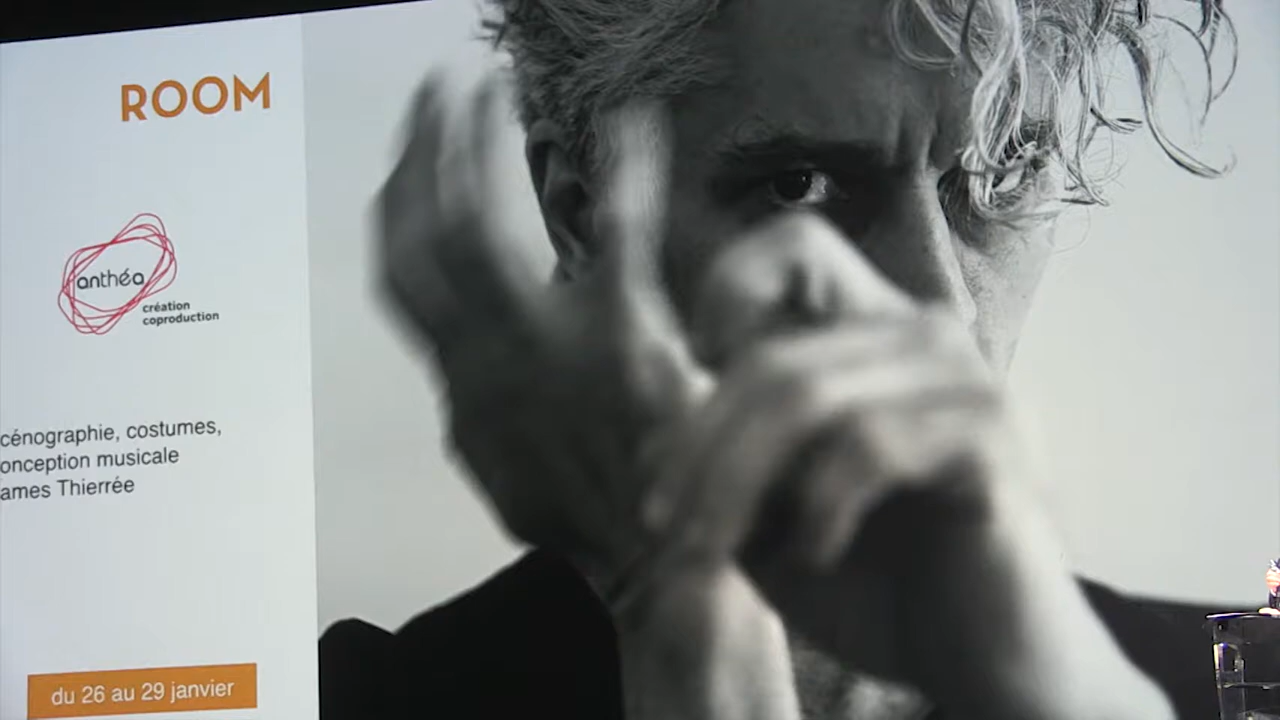 ROOM
anthéa
création
coproduction
cénographie, costumes,
onception musicale
ames Thierrée
du 26 au 29 janvier